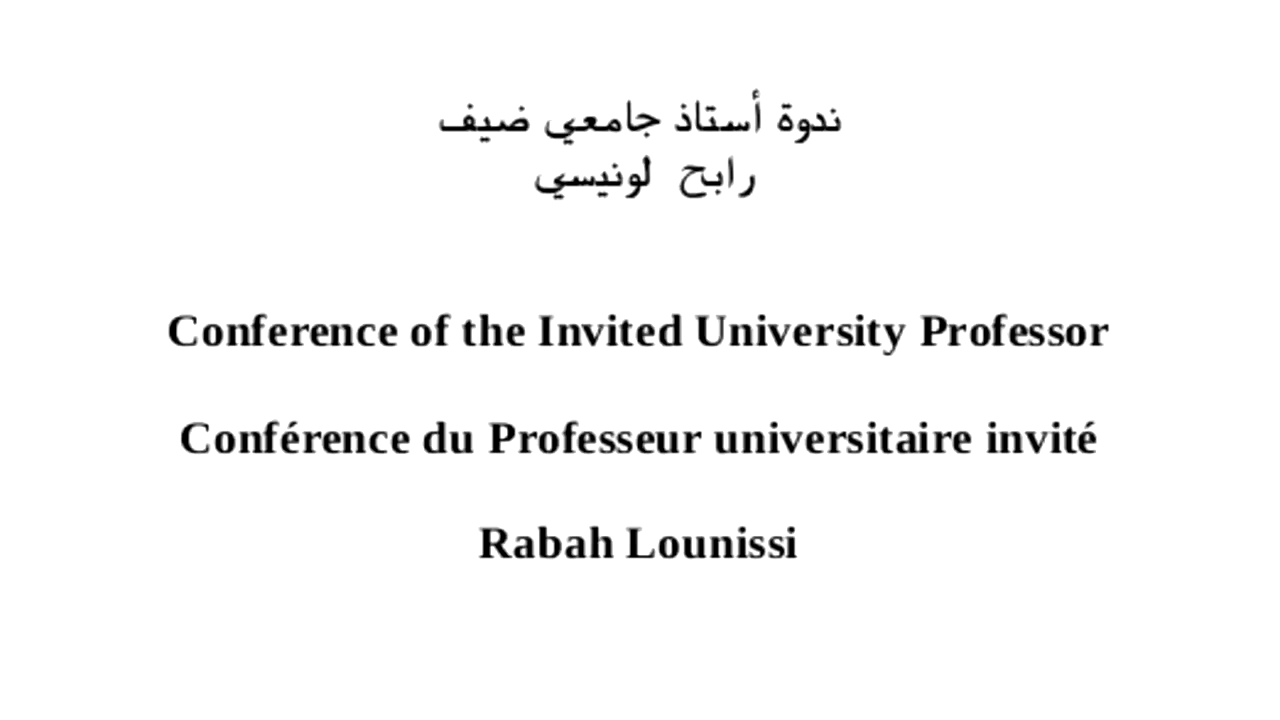 ندوة أستاذ جامعي ضيف
رابح لونيسي
Conference of the Invited University Professor
Conférence du Professeur universitaire invité
Rabah Lounissi